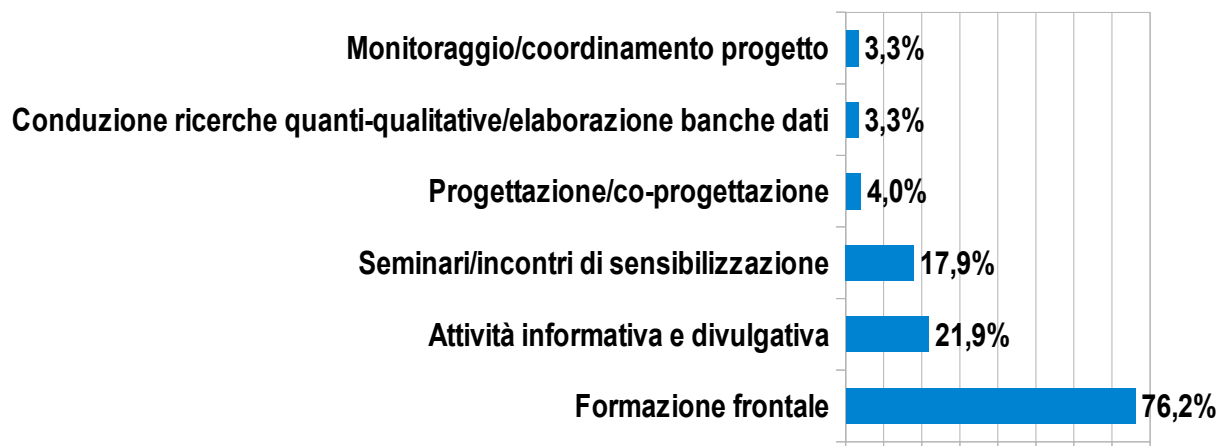 Monitoraggio/coordinamento progetto 3,3%
Conduzione ricerche quanti-qualitative/elaborazione banche dati 3,3%
Progettazione/co-progettazione 4,0%
Seminari/incontri di sensibilizzazione 17,9%
Attività informativa e divulgativa 21,9%
Formazione frontale 76,2%